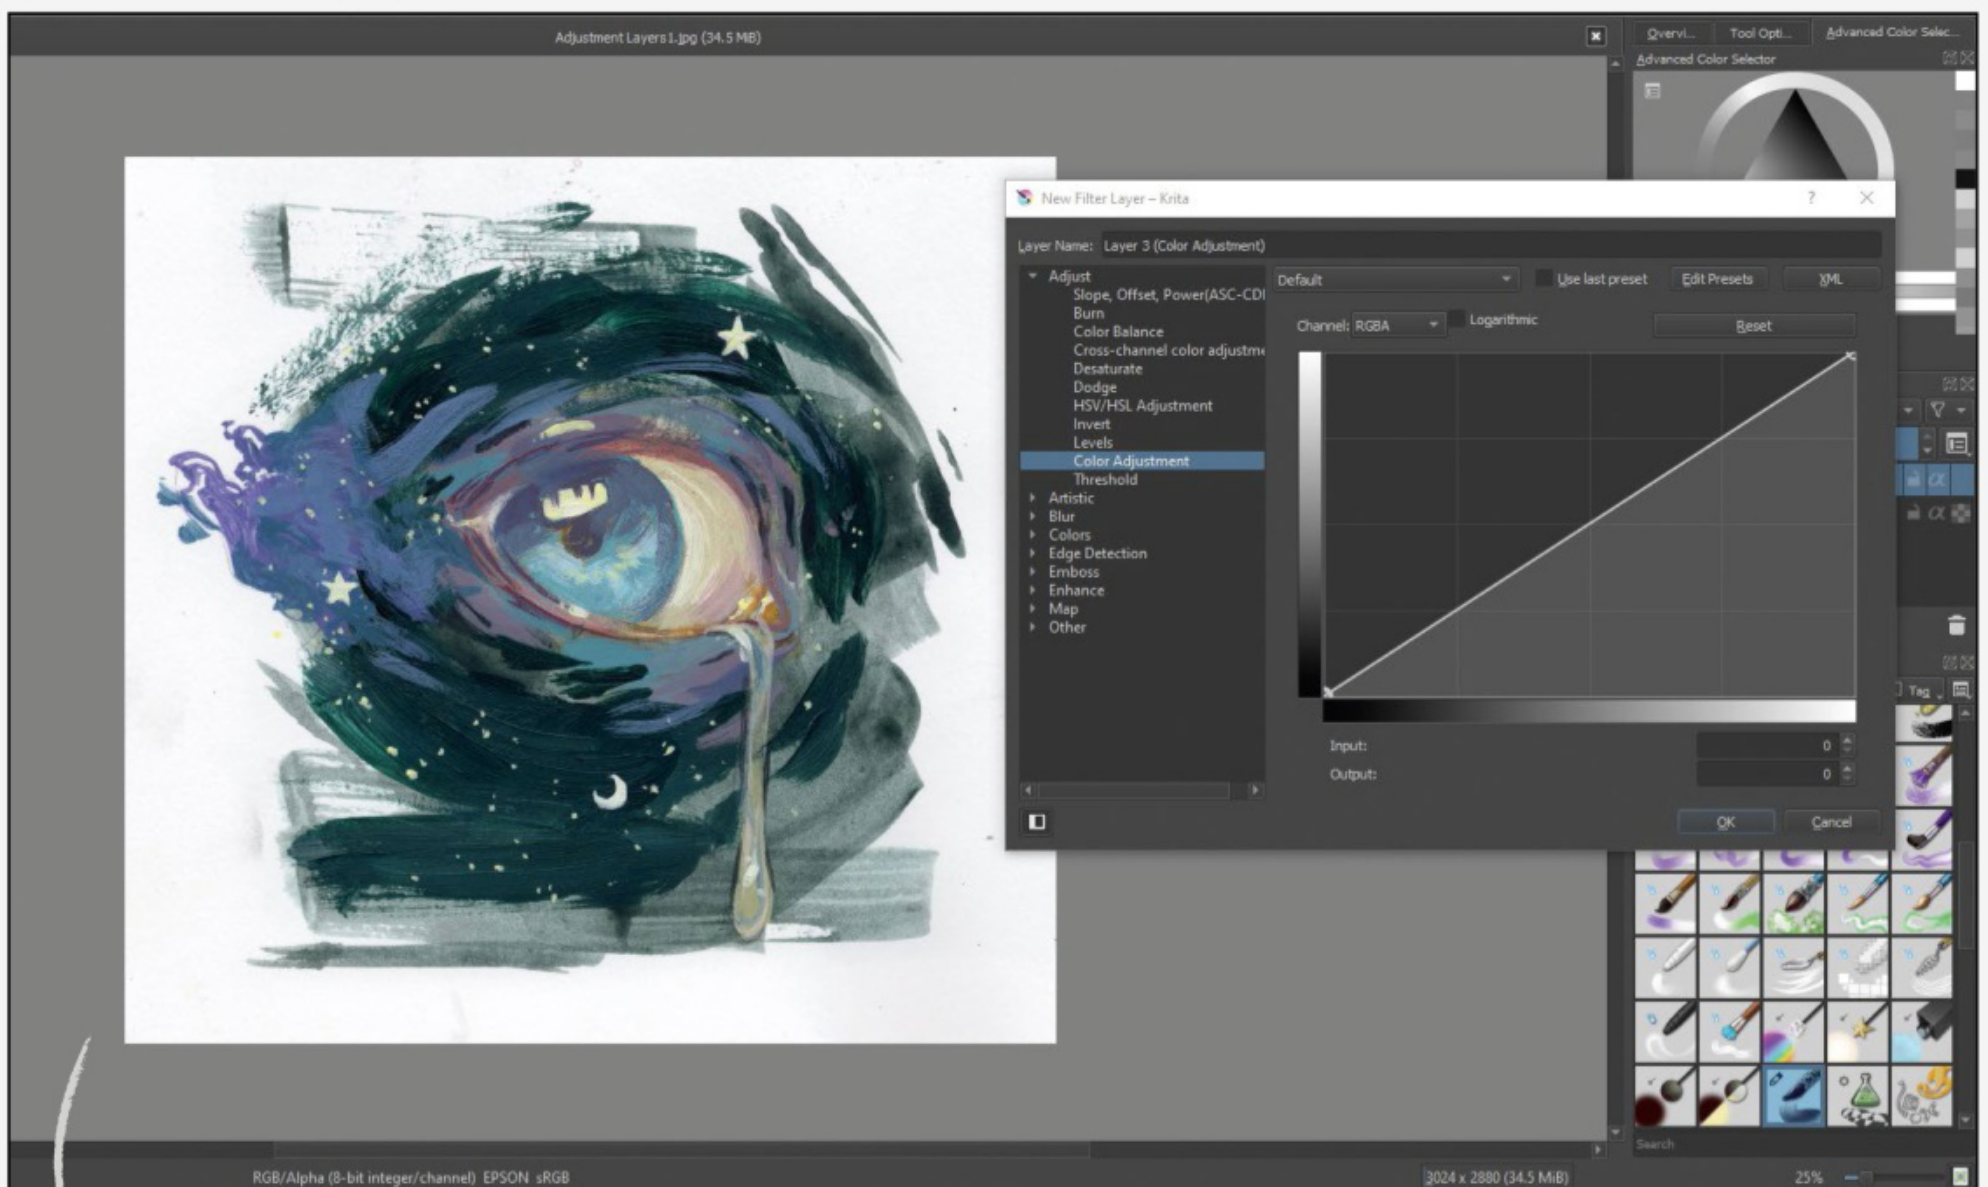 Adjustment Layers1.jpg (34.5 MiB)
Overvi...
Tool Opti...
Advanced Color Selec...
Advanced Color Selector
New Filter Layer – Krita
?
Layer Name: Layer 3 (Color Adjustment)
Adjust
Slope, Offset, Power(ASC-CDI
Burn
Color Balance
Cross-channel color adjustme
Desaturate
Dodge
HSV/HSL Adjustment
Invert
Levels
Color Adjustment
Threshold
Artistic
Blur
Colors
Edge Detection
Emboss
Enhance
Map
Other
Default
Use last preset
Edit Presets
XML
Channel: RGBA
Logarithmic
Reset
Input: 0
Output: 0
OK
Cancel
Tag
Search
RGB/Alpha (8-bit integer/channel) EPSON sRGB
3024 x 2880 (34.5 MiB)
25%